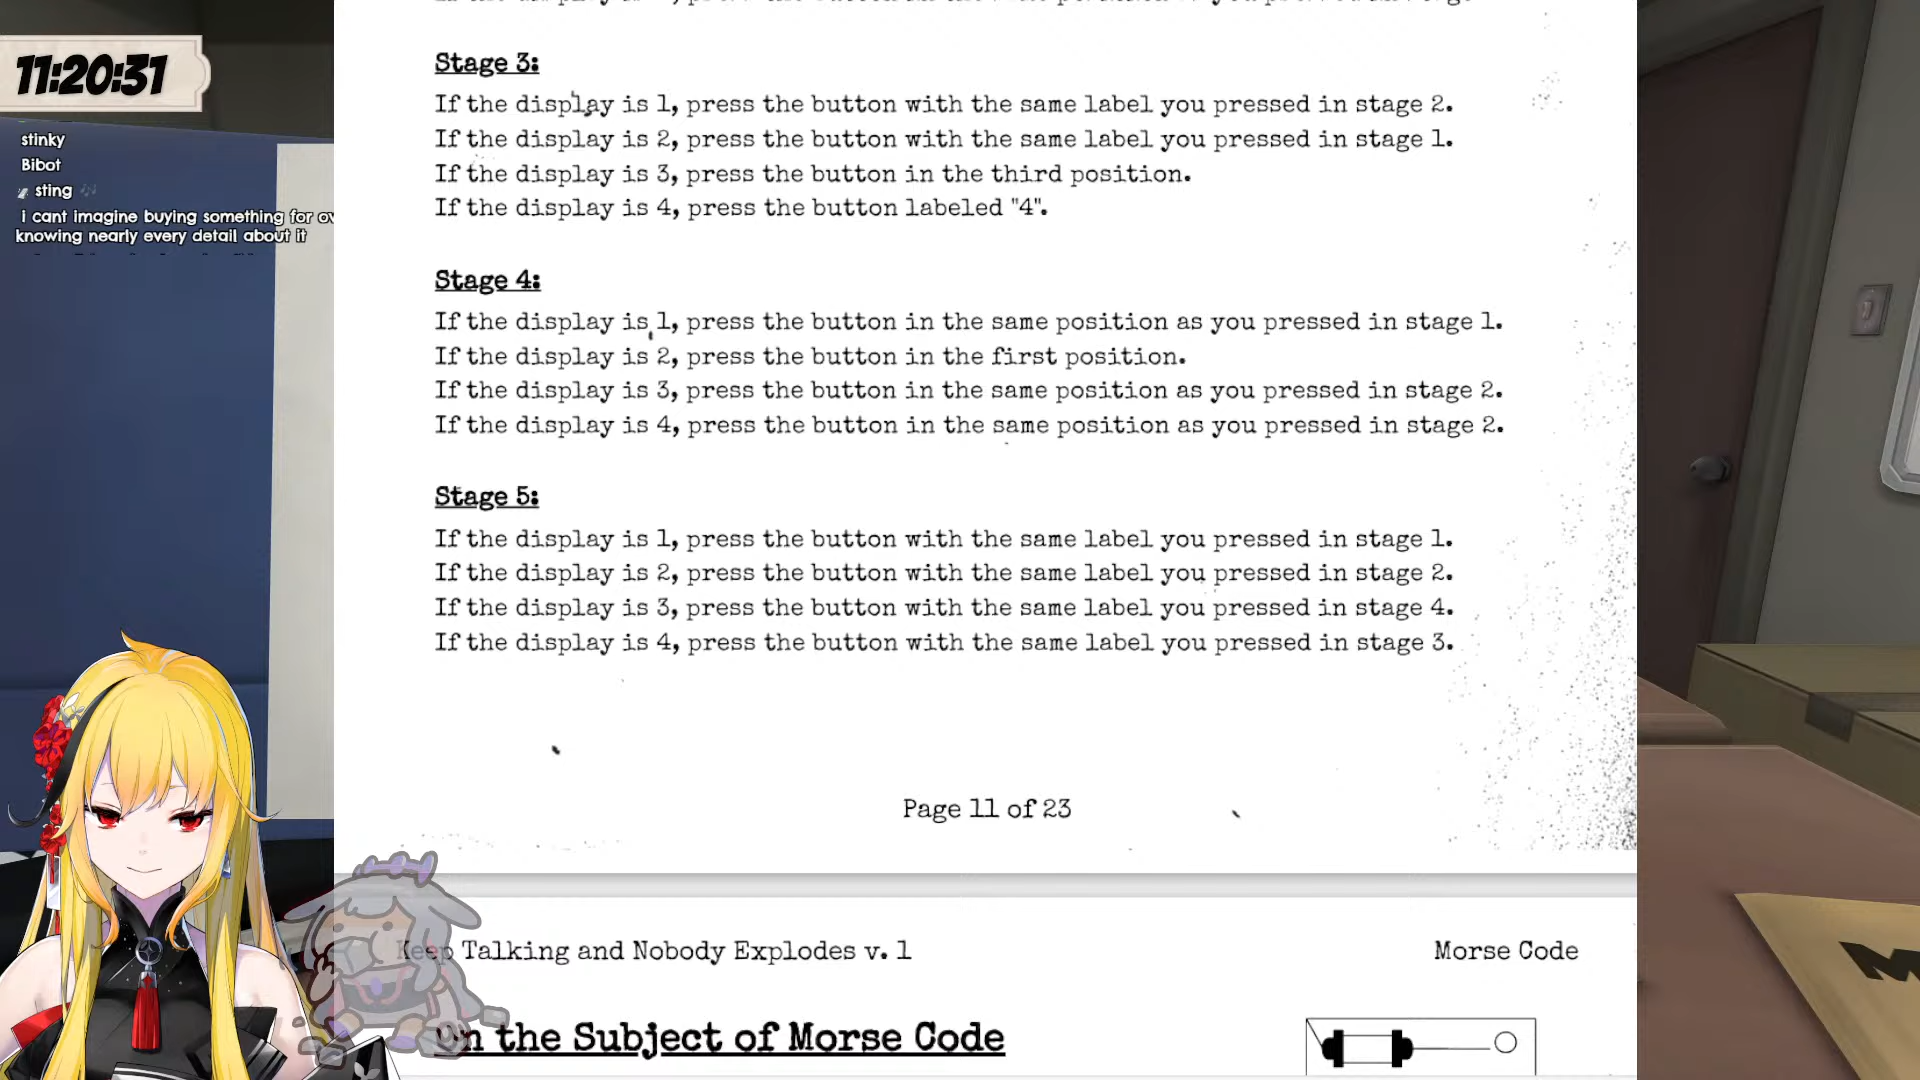 11:20:31
stinky
Bibot
sting
i cant imagine buying something for
knowing nearly every detail about it
Stage 3:
If the display is 1, press the button with the same label you pressed in stage 2.
If the display is 2, press the button with the same label you pressed in stage 1.
If the display is 3, press the button in the third position.
If the display is 4, press the button labeled "4".
Stage 4:
If the display is 1, press the button in the same position as you pressed in stage 1.
If the display is 2, press the button in the first position.
If the display is 3, press the button in the same position as you pressed in stage 2.
If the display is 4, press the button in the same position as you pressed in stage 2.
Stage 5:
If the display is 1, press the button with the same label you pressed in stage 1.
If the display is 2, press the button with the same label you pressed in stage 2.
If the display is 3, press the button with the same label you pressed in stage 4.
If the display is 4, press the button with the same label you pressed in stage 3.
Page 11 of 23
Keep Talking and Nobody Explodes v. 1
Morse Code
On the Subject of Morse Code